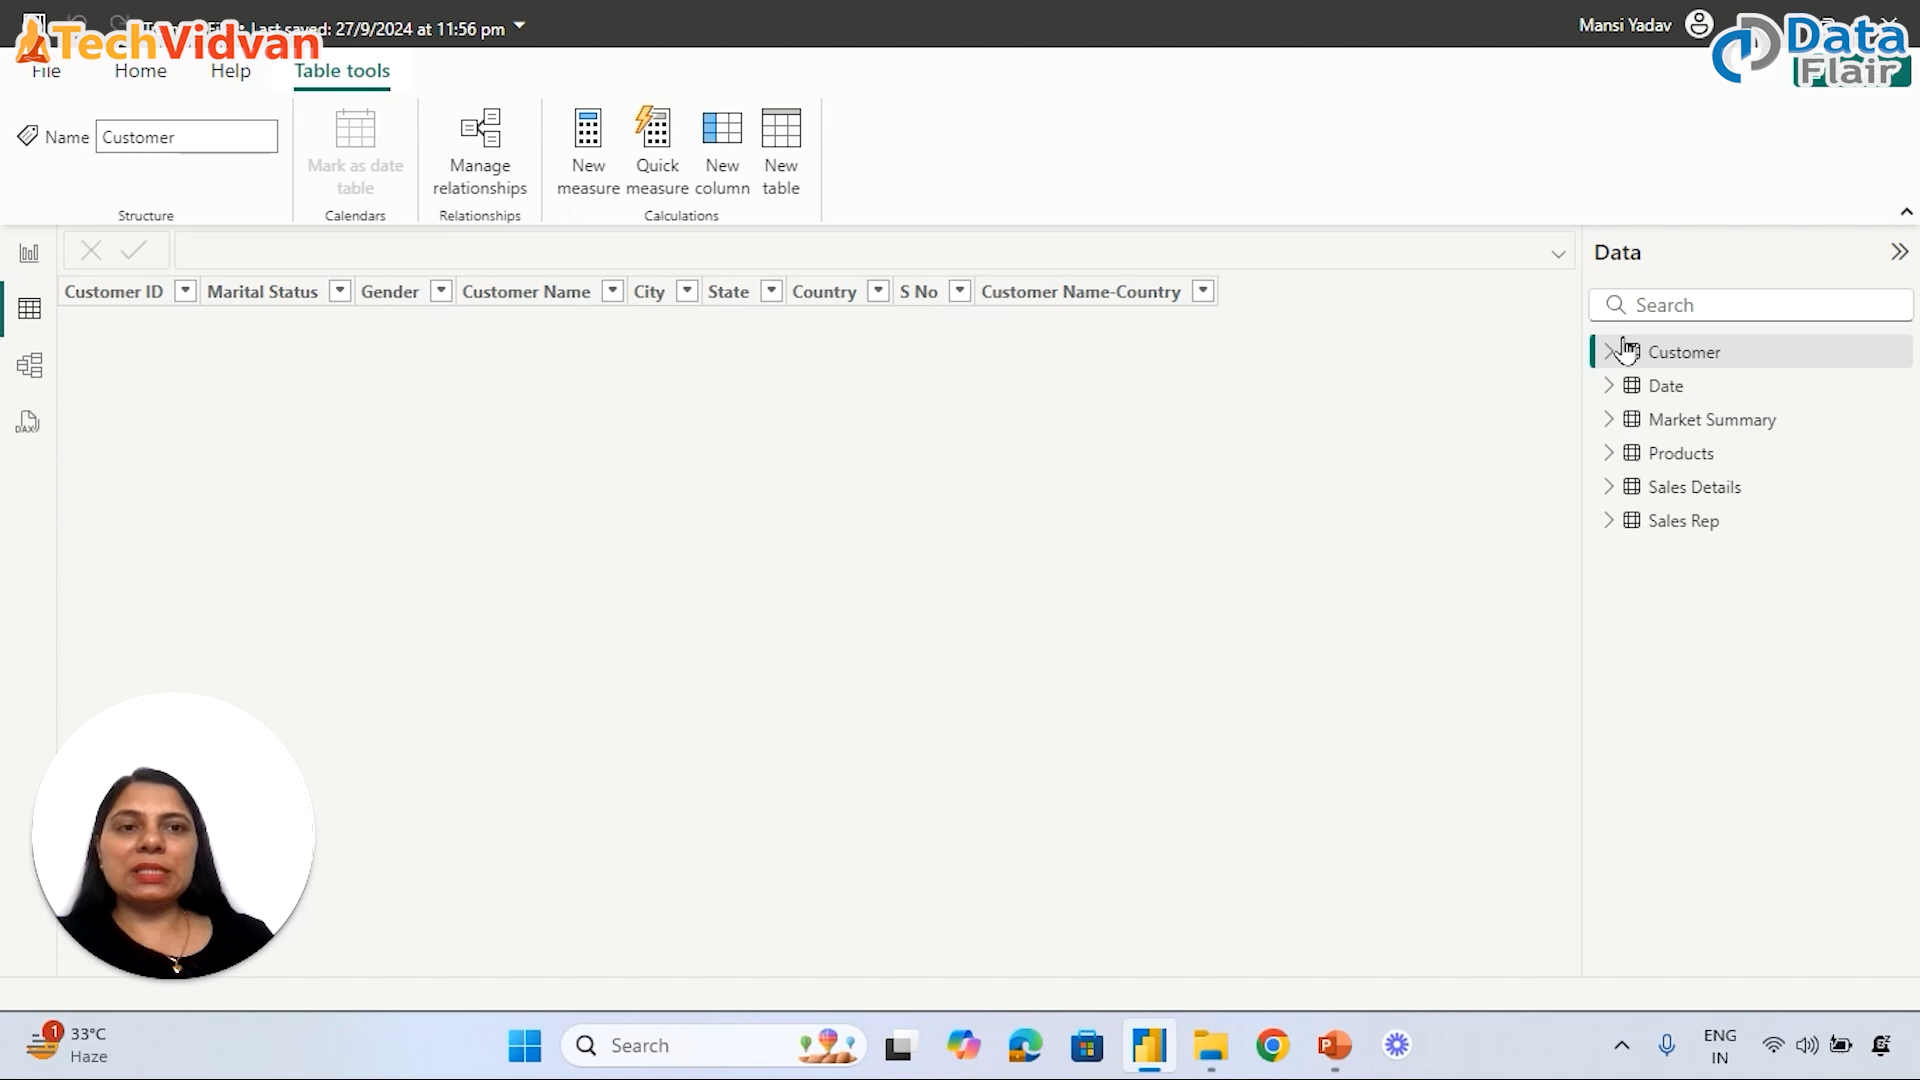 Last saved: 27/9/2024 at 11:56 pm
Mansi Yadav
TechVidvan
Data
Flair
File Home Help Table tools
Name Customer
Mark as date table
Manage relationships
New measure
Quick measure
New column
New table
Structure Calendars Relationships Calculations
Data
Customer ID Marital Status Gender Customer Name City State Country S No Customer Name-Country
Search
Customer
Date
Market Summary
Products
Sales Details
Sales Rep
DAX
1
33°C
Haze
Search
ENG
IN